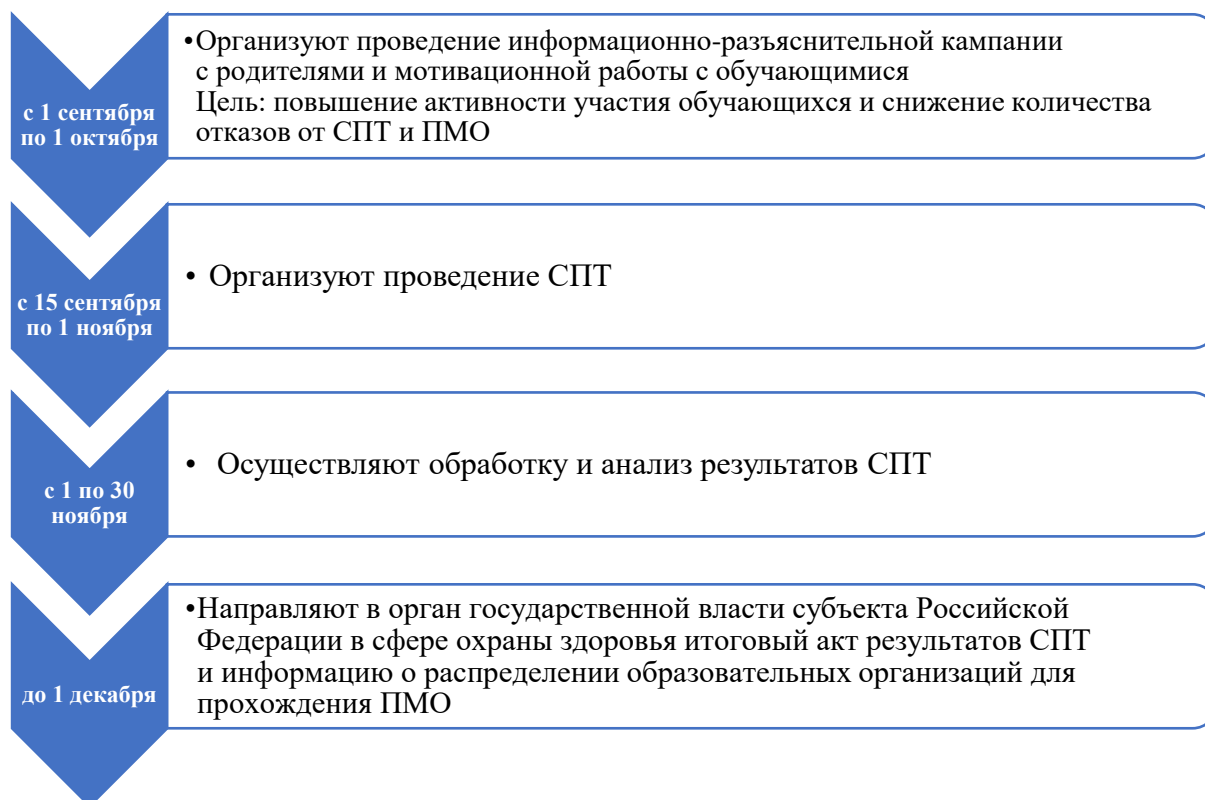 с 1 сентября
по 1 октября
•Организуют проведение информационно-разъяснительной кампании
с родителями и мотивационной работы с обучающимися
Цель: повышение активности участия обучающихся и снижение количества
отказов от СПТ и ПМО
с 15 сентября
по 1 ноября
• Организуют проведение СПТ
с 1 по 30
ноября
• Осуществляют обработку и анализ результатов СПТ
до 1 декабря
•Направляют в орган государственной власти субъекта Российской
Федерации в сфере охраны здоровья итоговый акт результатов СПТ
и информацию о распределении образовательных организаций для
прохождения ПМО